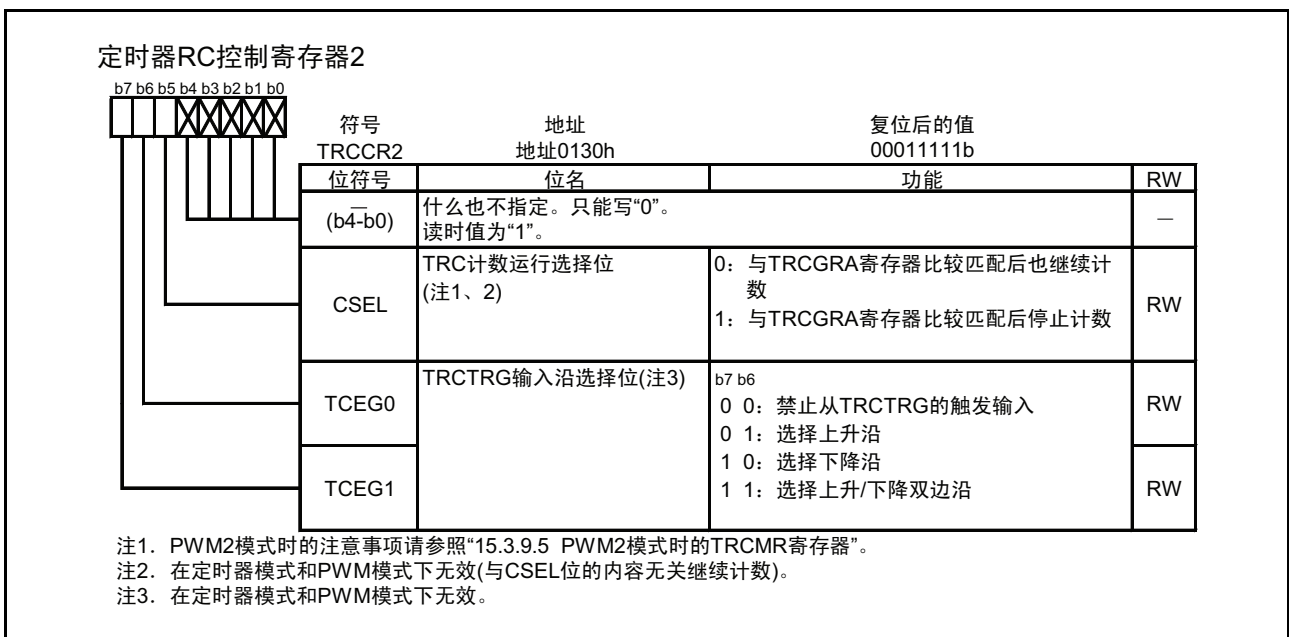 定时器RC控制寄存器2
b7 b6 b5 b4 b3 b2 b1 b0
符号 地址 复位后的值
TRCCR2 地址0130h 00011111b
位符号 位名 功能 RW
—
(b4-b0) 什么也不指定。只能写“0”。
读时值为“1”。 —
CSEL TRC计数运行选择位
(注1、2)
0：与TRCGRA寄存器比较匹配后也继续计
数
1：与TRCGRA寄存器比较匹配后停止计数
RW
TCEG0 TRCTRG输入沿选择位(注3)
b7 b6
0 0：禁止从TRCTRG的触发输入
0 1：选择上升沿
RW
1 0：选择下降沿
1 1：选择上升/下降双边沿
TCEG1 RW
注1．PWM2模式时的注意事项请参照“15.3.9.5 PWM2模式时的TRCMR寄存器”。
注2．在定时器模式和PWM模式下无效(与CSEL位的内容无关继续计数)。
注3．在定时器模式和PWM模式下无效。